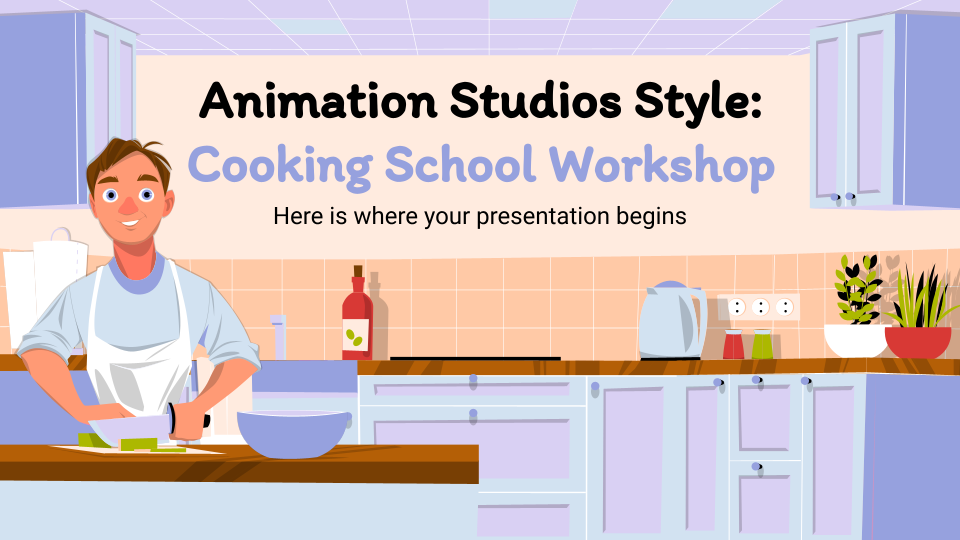 Animation Studios Style:
Cooking School Workshop
Here is where your presentation begins